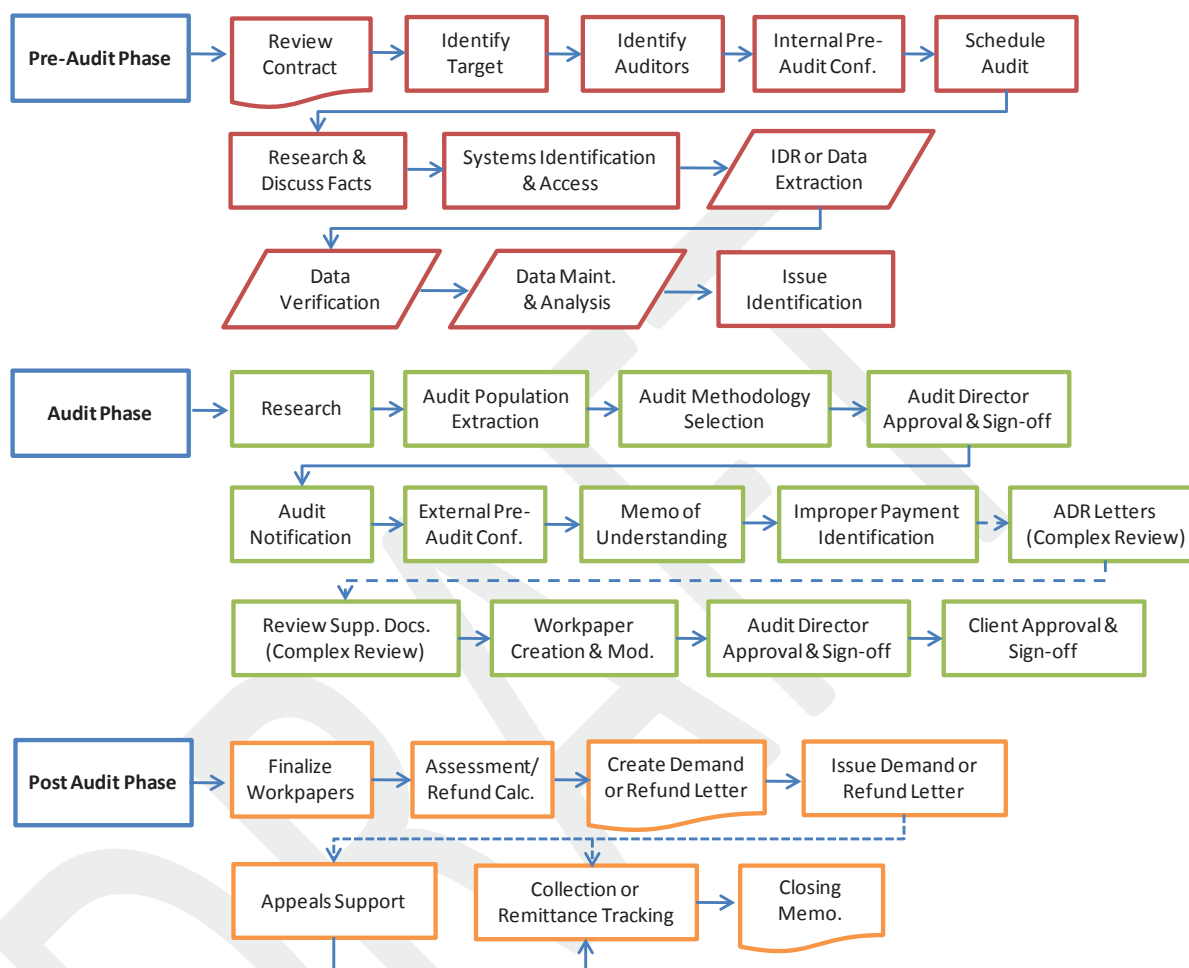 Pre-Audit Phase
Review
Contract
Identify
Target
Identify
Auditors
Internal Pre-
Audit Conf.
Schedule
Audit
Research &
Discuss Facts
Systems Identification
& Access
IDR or Data
Extraction
Data
Verification
Data Maint.
& Analysis
Issue
Identification
Audit Phase
Research
Audit Population
Extraction
Audit Methodology
Selection
Audit Director
Approval & Sign-off
Audit
Notification
External Pre-
Audit Conf.
Memo of
Understanding
Improper Payment
Identification
ADR Letters
(Complex Review)
Review Supp. Docs.
(Complex Review)
Workpaper
Creation & Mod.
Audit Director
Approval & Sign-off
Client Approval &
Sign-off
Post Audit Phase
Finalize
Workpapers
Assessment/
Refund Calc.
Create Demand
or Refund Letter
Issue Demand or
Refund Letter
Appeals Support
Collection or
Remittance Tracking
Closing
Memo.
DRAFT